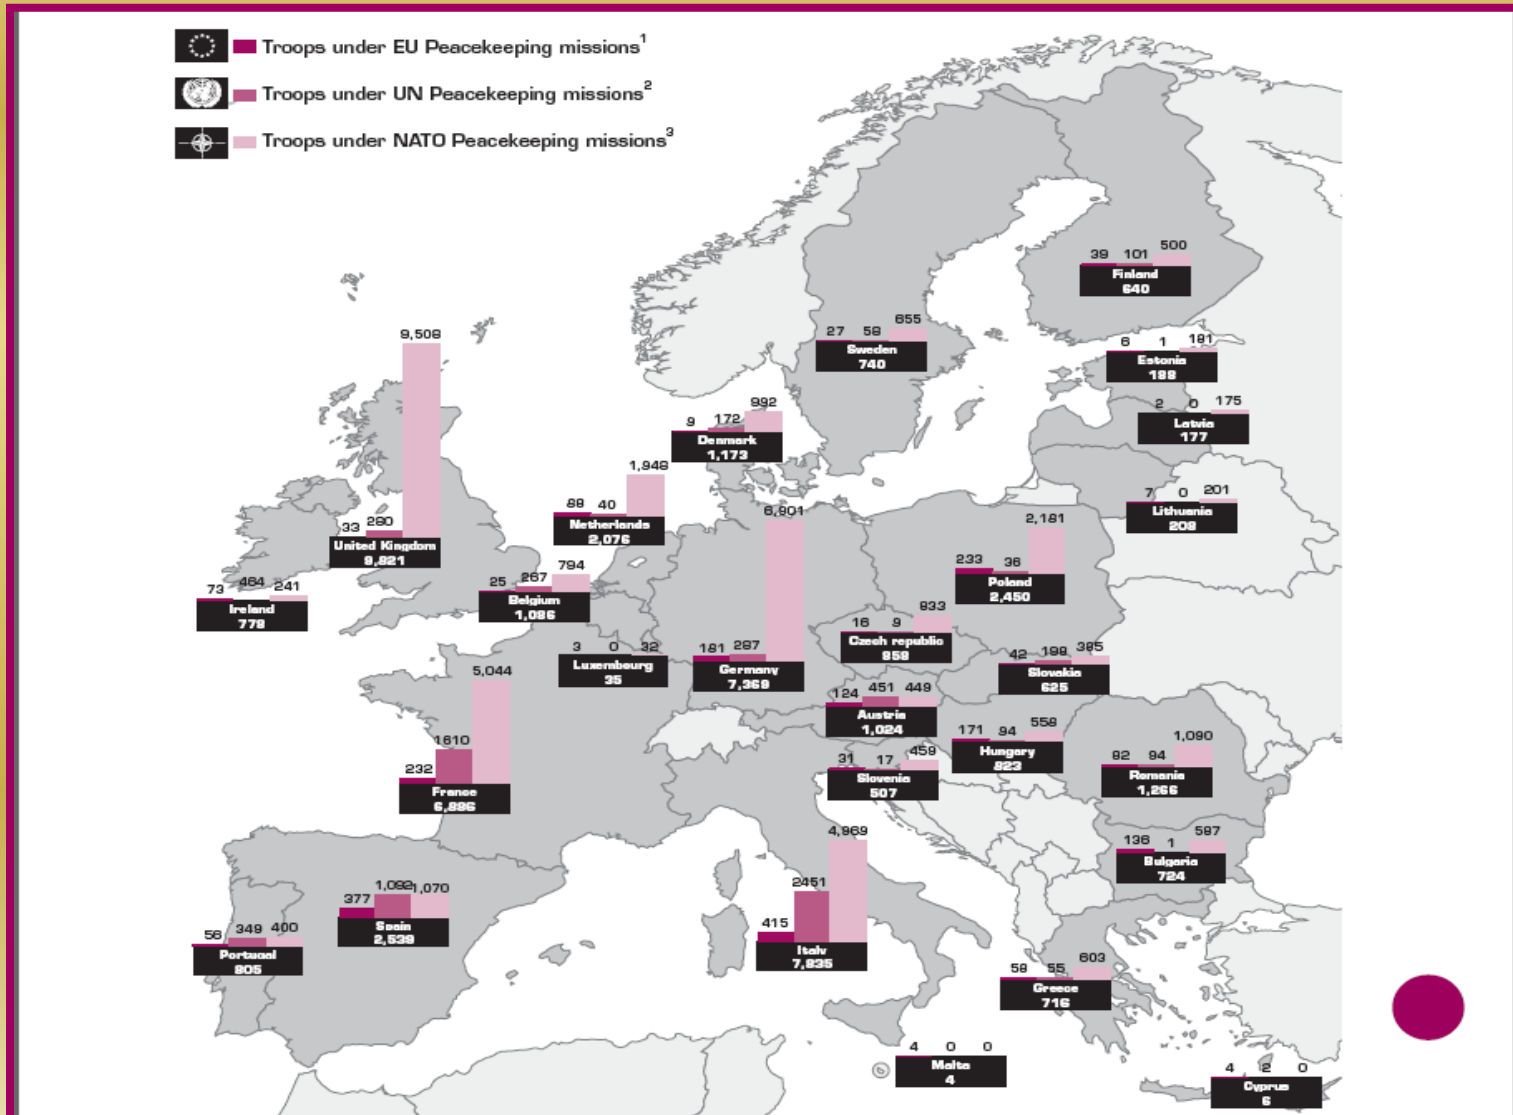 Troops under EU Peacekeeping missions¹
Troops under UN Peacekeeping missions²
Troops under NATO Peacekeeping missions³
39 101 500
Finland
640
27 58 655
Sweden
740
6 1 181
Estonia
188
2 0 175
Latvia
177
9 172 992
Denmark
1,173
88 40 1,948
Netherlands
2,076
7 0 201
Lithuania
208
33 280 9,508
United Kingdom
9,821
181 287 6,901
Germany
7,369
233 36 2,181
Poland
2,450
73 464 241
Ireland
778
25 267 794
Belgium
1,086
16 9 833
Czech republic
858
3 0 32
Luxembourg
35
42 198 385
Slovakia
625
124 451 449
Austria
1,024
171 94 558
Hungary
823
232 1610 5,044
France
6,886
31 17 459
Slovenia
507
82 94 1,090
Romania
1,266
136 1 587
Bulgaria
724
377 1,092 1,070
Spain
2,539
415 2451 4,969
Italy
7,835
56 349 400
Portugal
805
58 55 603
Greece
716
4 0 0
Malta
4
4 2 0
Cyprus
6